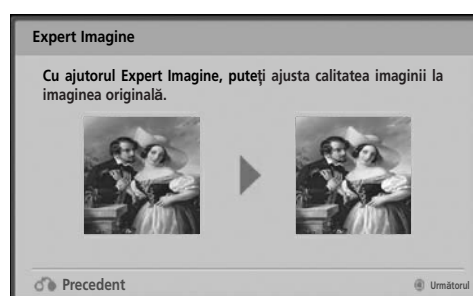 Expert Imagine
Cu ajutorul Expert Imagine, puteţi ajusta calitatea imaginii la
imaginea originală.
Precedent
Următorul